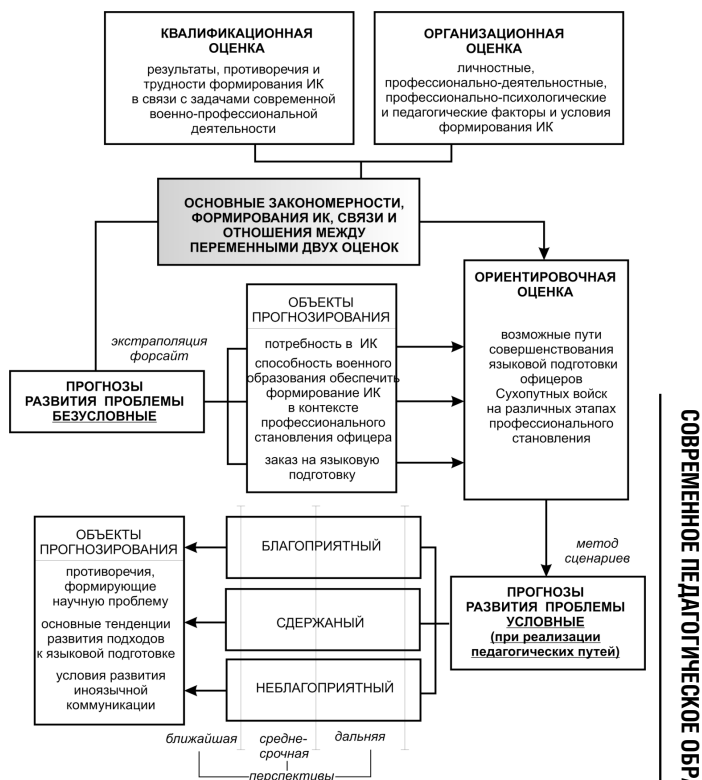 КВАЛИФИКАЦИОННАЯ
ОЦЕНКА
результаты, противоречия и
трудности формирования ИК
в связи с задачами современной
военно-профессиональной
деятельности
ОРГАНИЗАЦИОННАЯ
ОЦЕНКА
личностные,
профессионально-деятельностные,
профессионально-психологические
и педагогические факторы и условия
формирования ИК
ОСНОВНЫЕ ЗАКОНОМЕРНОСТИ,
ФОРМИРОВАНИЯ ИК, СВЯЗИ И
ОТНОШЕНИЯ МЕЖДУ
ПЕРЕМЕННЫМИ ДВУХ ОЦЕНОК
экстраполяция
форсайт
ПРОГНОЗЫ
РАЗВИТИЯ ПРОБЛЕМЫ
БЕЗУСЛОВНЫЕ
ОБЪЕКТЫ
ПРОГНОЗИРОВАНИЯ
потребность в ИК
способность военного
образования обеспечить
формирование ИК
в контексте
профессионального
становления офицера
заказ на языковую
подготовку
ОРИЕНТИРОВОЧНАЯ
ОЦЕНКА
возможные пути
совершенствования
языковой подготовки
офицеров
Сухопутных войск
на различных этапах
профессионального
становления
метод
сценариев
ПРОГНОЗЫ
РАЗВИТИЯ ПРОБЛЕМЫ
УСЛОВНЫЕ
(при реализации
педагогических путей)
БЛАГОПРИЯТНЫЙ
СДЕРЖАНЫЙ
НЕБЛАГОПРИЯТНЫЙ
ОБЪЕКТЫ
ПРОГНОЗИРОВАНИЯ
противоречия,
формирующие
научную проблему
основные тенденции
развития подходов
к языковой подготовке
условия развития
иноязычной
коммуникации
ближайшая
средне-
срочная
дальняя
перспективы
СОВРЕМЕННОЕ ПЕДАГОГИЧЕСКОЕ